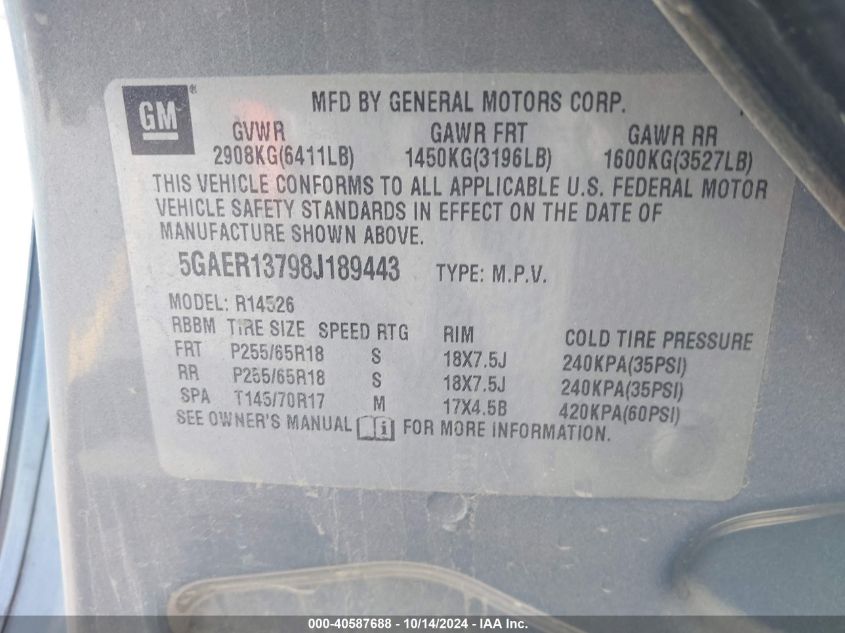 GM® MFD BY GENERAL MOTORS CORP.
GVWR GAWR FRT GAWR RR
2908KG(6411LB) 1450KG(3196LB) 1600KG(3527LB)
THIS VEHICLE CONFORMS TO ALL APPLICABLE U.S. FEDERAL MOTOR
VEHICLE SAFETY STANDARDS IN EFFECT ON THE DATE OF
MANUFACTURE SHOWN ABOVE.
5GAER13798J189443 TYPE: M.P.V.
MODEL: R14526
RBBM TIRE SIZE SPEED RTG RIM COLD TIRE PRESSURE
FRT P255/65R18 S 18X7.5J 240KPA(35PSI)
RR P255/65R18 S 18X7.5J 240KPA(35PSI)
SPA T145/70R17 M 17X4.5B 420KPA(60PSI)
SEE OWNER'S MANUAL i FOR MORE INFORMATION.
000-40587688 - 10/14/2024 - IAA Inc.